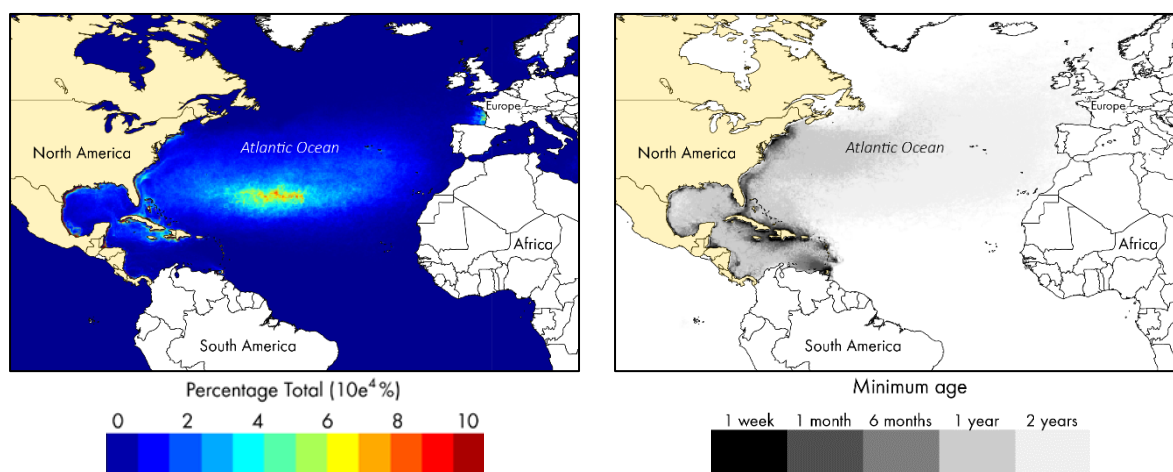 North America
Atlantic Ocean
Europe
Africa
South America
Percentage Total (10e⁴ %)
0 2 4 6 8 10
North America
Atlantic Ocean
Europe
Africa
South America
Minimum age
1 week 1 month 6 months 1 year 2 years